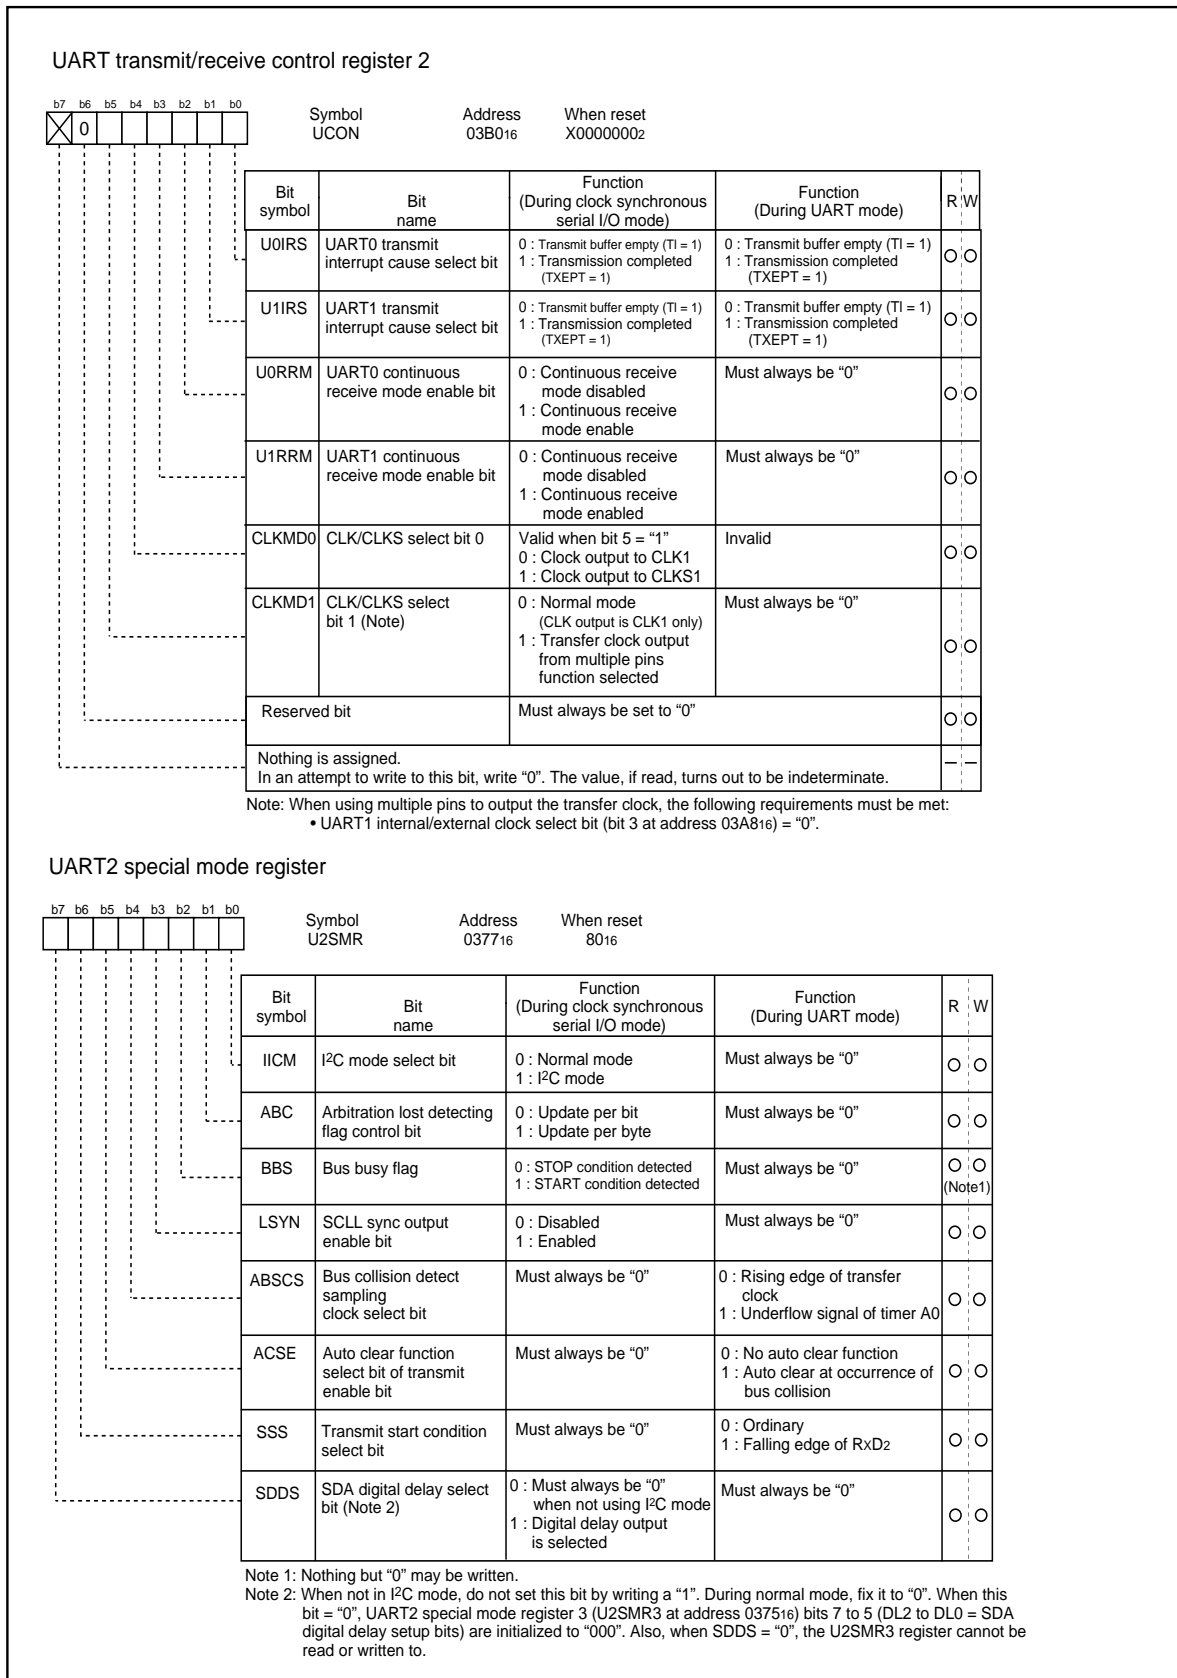 UART transmit/receive control register 2
b7 b6 b5 b4 b3 b2 b1 b0
Symbol Address When reset
UCON 03B016 X00000002
0
Bit symbol
Bit name
Function (During clock synchronous serial I/O mode)
Function (During UART mode)
R W
U0IRS
UART0 transmit
interrupt cause select bit
0 : Transmit buffer empty (TI = 1)
1 : Transmission completed
(TXEPT = 1)
0 : Transmit buffer empty (TI = 1)
1 : Transmission completed
(TXEPT = 1)
U1IRS
UART1 transmit
interrupt cause select bit
0 : Transmit buffer empty (TI = 1)
1 : Transmission completed
(TXEPT = 1)
0 : Transmit buffer empty (TI = 1)
1 : Transmission completed
(TXEPT = 1)
U0RRM
UART0 continuous
receive mode enable bit
0 : Continuous receive
mode disabled
1 : Continuous receive
mode enable
Must always be “0”
U1RRM
UART1 continuous
receive mode enable bit
0 : Continuous receive
mode disabled
1 : Continuous receive
mode enabled
Must always be “0”
CLKMD0
CLK/CLKS select bit 0
Valid when bit 5 = “1”
0 : Clock output to CLK1
1 : Clock output to CLKS1
Invalid
CLKMD1
CLK/CLKS select
bit 1 (Note)
0 : Normal mode
(CLK output is CLK1 only)
1 : Transfer clock output
from multiple pins
function selected
Must always be “0”
Reserved bit
Must always be set to “0”
Nothing is assigned.
In an attempt to write to this bit, write “0”. The value, if read, turns out to be indeterminate.
– –
Note: When using multiple pins to output the transfer clock, the following requirements must be met:
• UART1 internal/external clock select bit (bit 3 at address 03A816) = “0”.
UART2 special mode register
b7 b6 b5 b4 b3 b2 b1 b0
Symbol Address When reset
U2SMR 037716 8016
Bit symbol
Bit name
Function (During clock synchronous serial I/O mode)
Function (During UART mode)
R W
IICM
I2C mode select bit
0 : Normal mode
1 : I2C mode
Must always be “0”
ABC
Arbitration lost detecting
flag control bit
0 : Update per bit
1 : Update per byte
Must always be “0”
BBS
Bus busy flag
0 : STOP condition detected
1 : START condition detected
Must always be “0”
(Note1)
LSYN
SCLL sync output
enable bit
0 : Disabled
1 : Enabled
Must always be “0”
ABSCS
Bus collision detect
sampling
clock select bit
Must always be “0”
0 : Rising edge of transfer
clock
1 : Underflow signal of timer A0
ACSE
Auto clear function
select bit of transmit
enable bit
Must always be “0”
0 : No auto clear function
1 : Auto clear at occurrence of
bus collision
SSS
Transmit start condition
select bit
Must always be “0”
0 : Ordinary
1 : Falling edge of RxD2
SDDS
SDA digital delay select
bit (Note 2)
0 : Must always be “0”
when not using I2C mode
1 : Digital delay output
is selected
Must always be “0”
Note 1: Nothing but “0” may be written.
Note 2: When not in I2C mode, do not set this bit by writing a “1”. During normal mode, fix it to “0”. When this
bit = “0”, UART2 special mode register 3 (U2SMR3 at address 037516) bits 7 to 5 (DL2 to DL0 = SDA
digital delay setup bits) are initialized to “000”. Also, when SDDS = “0”, the U2SMR3 register cannot be
read or written to.